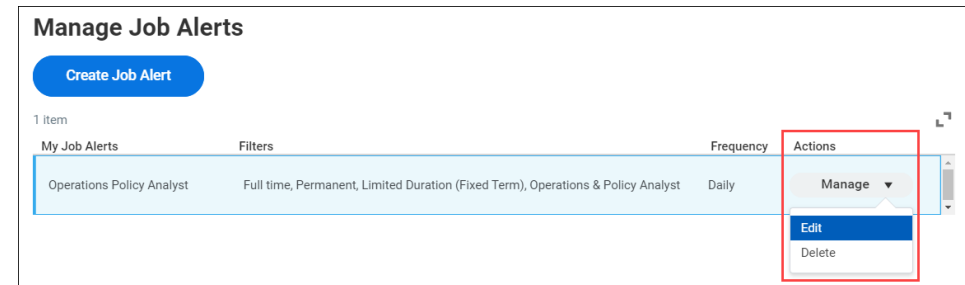 Manage Job Alerts
Create Job Alert
1 item
My Job Alerts Filters Frequency Actions
Operations Policy Analyst Full time, Permanent, Limited Duration (Fixed Term), Operations & Policy Analyst Daily Manage
Edit
Delete